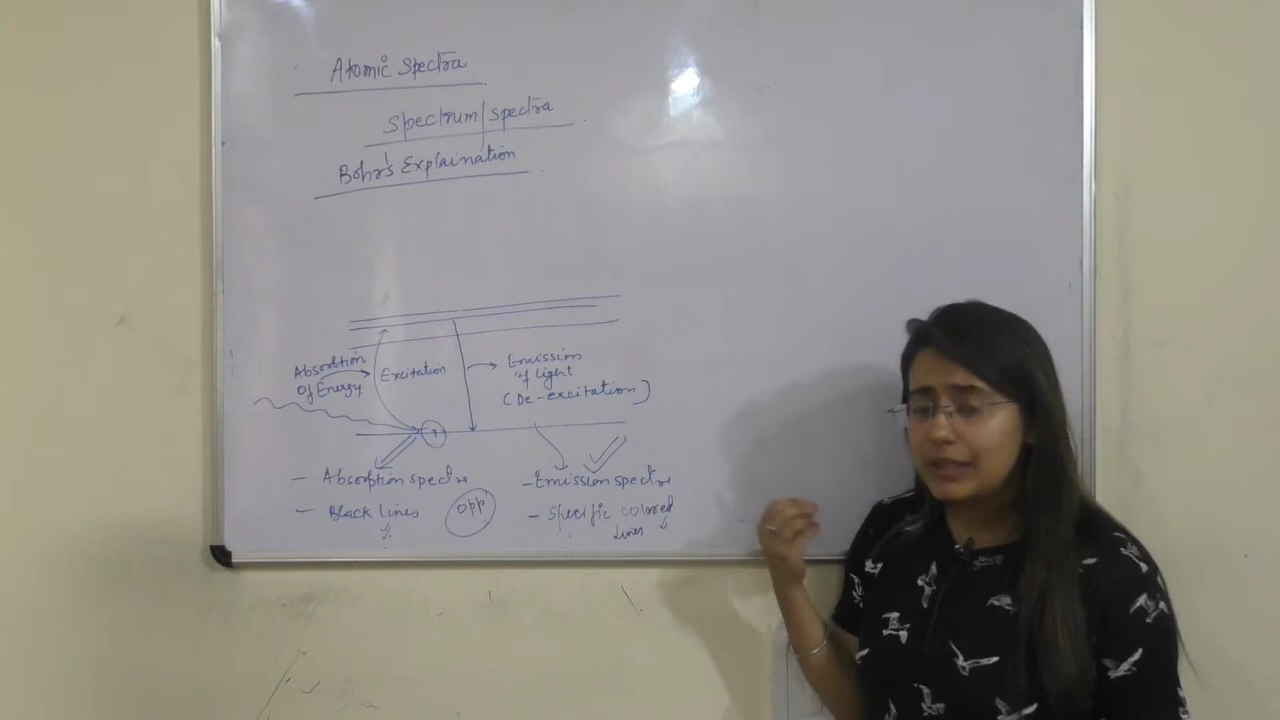 Atomic Spectra
Spectrum/spectra
Bohr's Explaination
Absorbtion
Of Energy
Excitation
Emission
of light
(De-excitation)
- Absorption spectra
- Black lines
Opp
- Emission spectra
- Specific colored
lines